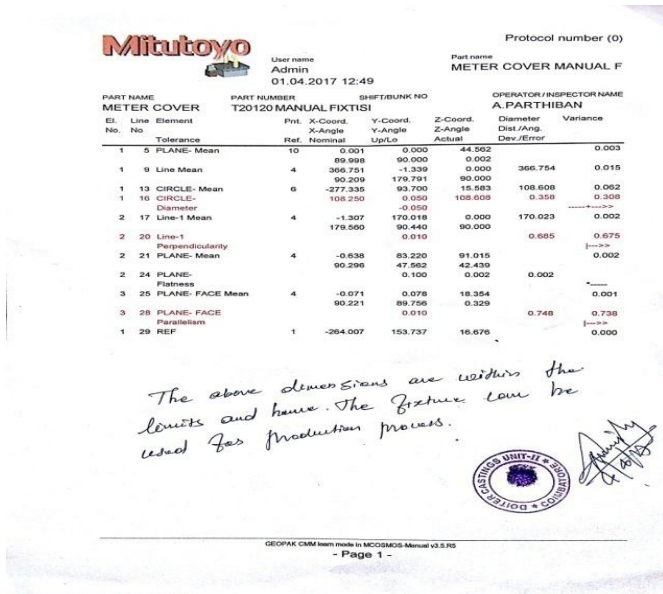 Mitutoyo
Protocol number (0)
User name
Admin
01.04.2017 12:49
Part name
METER COVER MANUAL F
PART NAME PART NUMBER SHIFT/BUNK NO OPERATOR/INSPECTOR NAME
METER COVER T20120 MANUAL FIXTISI A.PARTHIBAN
El. Line Element Pnt. X-Coord. Y-Coord. Z-Coord. Diameter Variance
No. No X-Angle Y-Angle Z-Angle Dist./Ang.
Tolerance Ref. Nominal Up/Lo Actual Dev./Error
1 5 PLANE- Mean 10 0.001 0.000 44.562 0.003
89.998 90.000 0.002
1 9 Line Mean 4 366.751 -1.339 0.000 366.754 0.015
90.209 179.791 90.000
1 13 CIRCLE- Mean 6 -277.335 93.700 15.583 108.608 0.062
1 16 CIRCLE- 108.250 0.050 108.608 0.358 0.308
Diameter -0.050 -----+--->>
2 17 Line-1 Mean 4 -1.307 170.018 0.000 170.023 0.002
179.560 90.440 90.000
2 20 Line-1 0.010 0.685 0.675
Perpendicularity |--->>
2 21 PLANE- Mean 4 -0.638 83.220 91.015 0.002
90.296 47.562 42.439
2 24 PLANE- 0.100 0.002 0.002
Flatness *-----
3 25 PLANE- FACE Mean 4 -0.071 0.078 18.354 0.001
90.221 89.756 0.329
3 28 PLANE- FACE 0.010 0.748 0.738
Parallelism |--->>
1 29 REF 1 -264.007 153.737 16.676 0.000
The above dimensions are within the
limits and hence. The fixture can be
used for production process.
DOITER CASTINGS UNIT-II * COIMBATORE *
GEOPAK CMM learn mode in MCOSMOS-Manual v3.5.R5
- Page 1 -